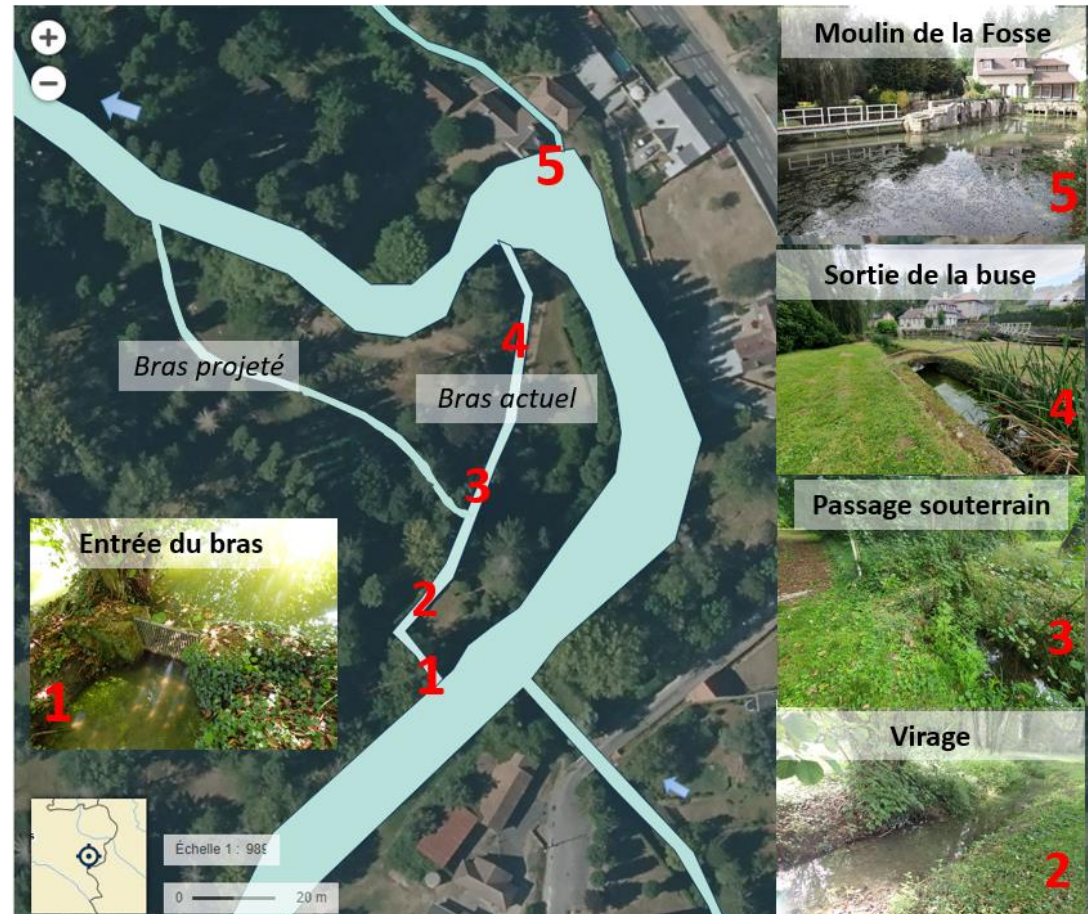 +
−
5
Bras projeté
4
Bras actuel
3
2
1
Entrée du bras
1
Échelle 1 : 989
0
20 m
Moulin de la Fosse
5
Sortie de la buse
4
Passage souterrain
3
Virage
2